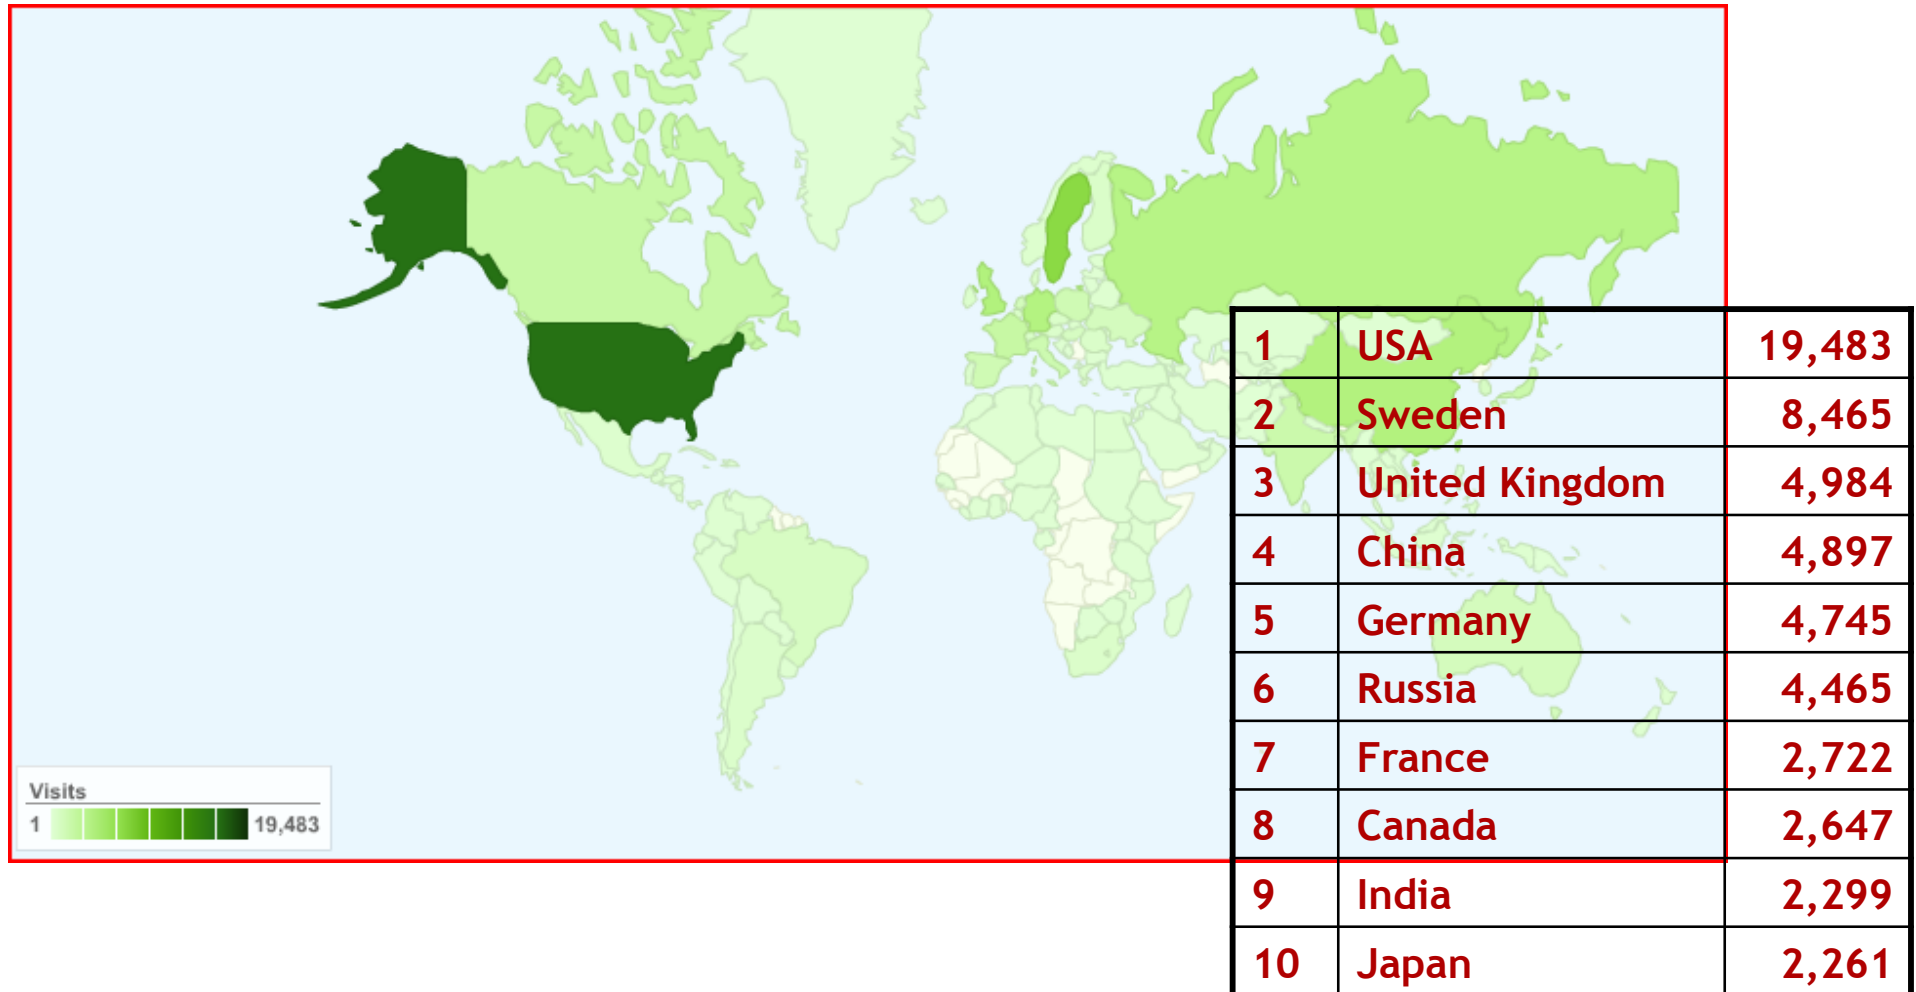 Visits
1 19,483
1 USA 19,483
2 Sweden 8,465
3 United Kingdom 4,984
4 China 4,897
5 Germany 4,745
6 Russia 4,465
7 France 2,722
8 Canada 2,647
9 India 2,299
10 Japan 2,261